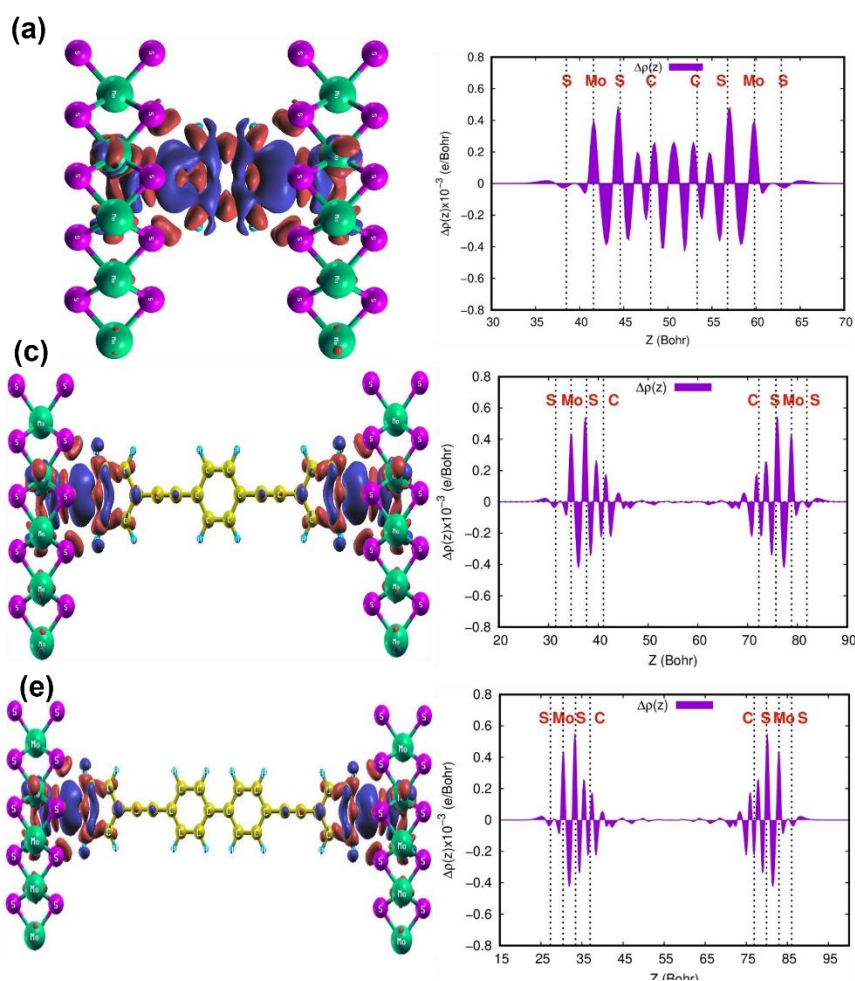 (a)
Δρ(z)
S Mo S C C S Mo S
Δρ(z)x10⁻³ (e/Bohr)
0.8
0.6
0.4
0.2
0
−0.2
−0.4
−0.6
−0.8
30 35 40 45 50 55 60 65 70
Z (Bohr)
(c)
Δρ(z)
S Mo S C C S Mo S
Δρ(z)x10⁻³ (e/Bohr)
0.8
0.6
0.4
0.2
0
−0.2
−0.4
−0.6
−0.8
20 30 40 50 60 70 80 90
Z (Bohr)
(e)
Δρ(z)
S Mo S C C S Mo S
Δρ(z)x10⁻³ (e/Bohr)
0.8
0.6
0.4
0.2
0
−0.2
−0.4
−0.6
−0.8
15 25 35 45 55 65 75 85 95
Z (Bohr)